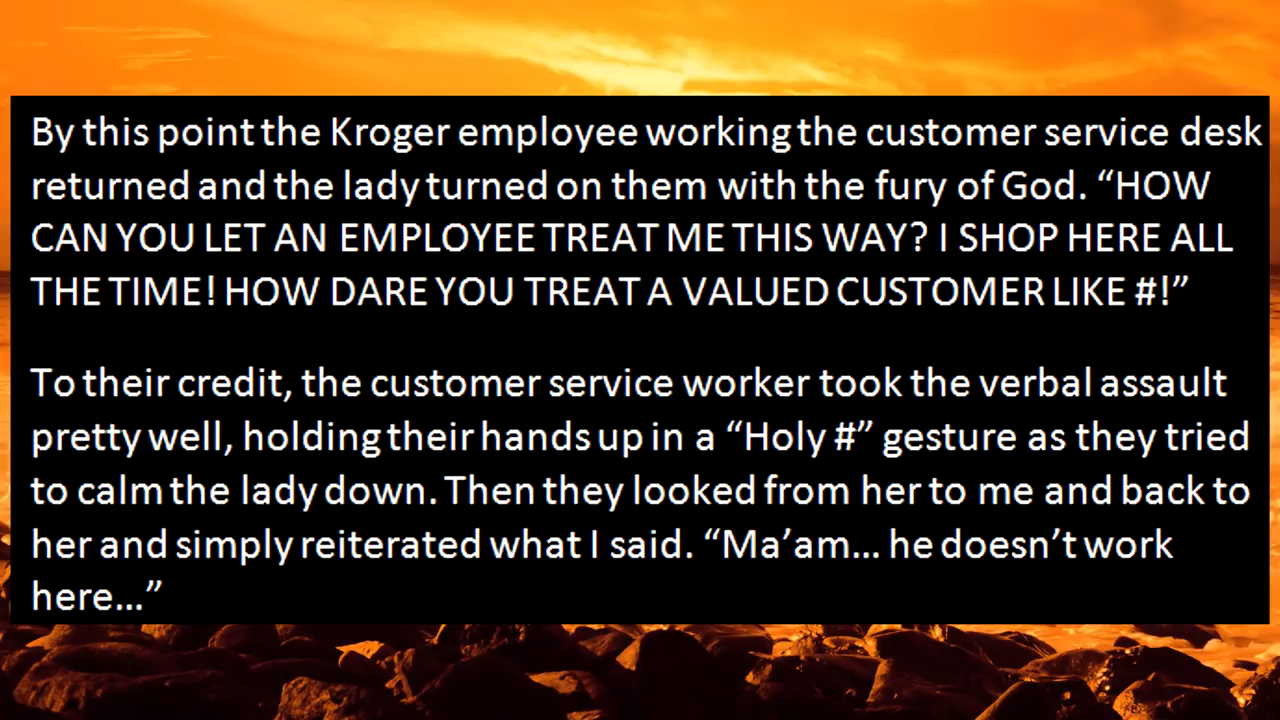 By this point the Kroger employee working the customer service desk
returned and the lady turned on them with the fury of God. “HOW
CAN YOU LET AN EMPLOYEE TREAT ME THIS WAY? I SHOP HERE ALL
THE TIME! HOW DARE YOU TREAT A VALUED CUSTOMER LIKE #!”
To their credit, the customer service worker took the verbal assault
pretty well, holding their hands up in a “Holy #” gesture as they tried
to calm the lady down. Then they looked from her to me and back to
her and simply reiterated what I said. “Ma’am… he doesn’t work
here…”